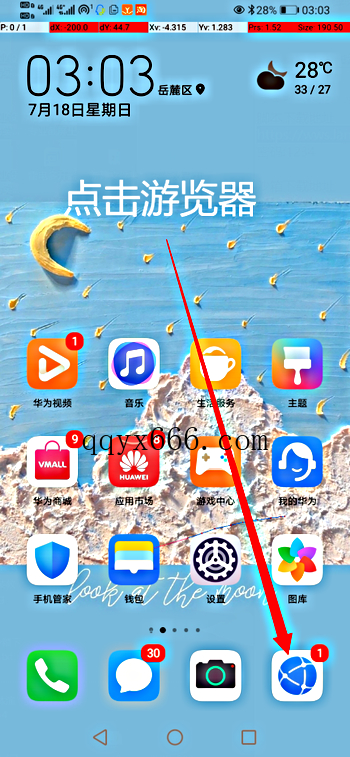 HD 4G 4G 28% 03:03
P: 0 / 1 dX: -200.0 dY: 44.7 Xv: -4.315 Yv: 1.283 Prs: 1.52 Size: 190.50
03:03 岳麓区 28℃
7月18日星期日 33 / 27
点击游览器
1
华为视频 音乐 生活服务 主题
9 8
VMALL HUAWEI
qqyx666.com
华为商城 应用市场 游戏中心 我的华为
手机管家 钱包 设置 图库
look at the moon
30 1